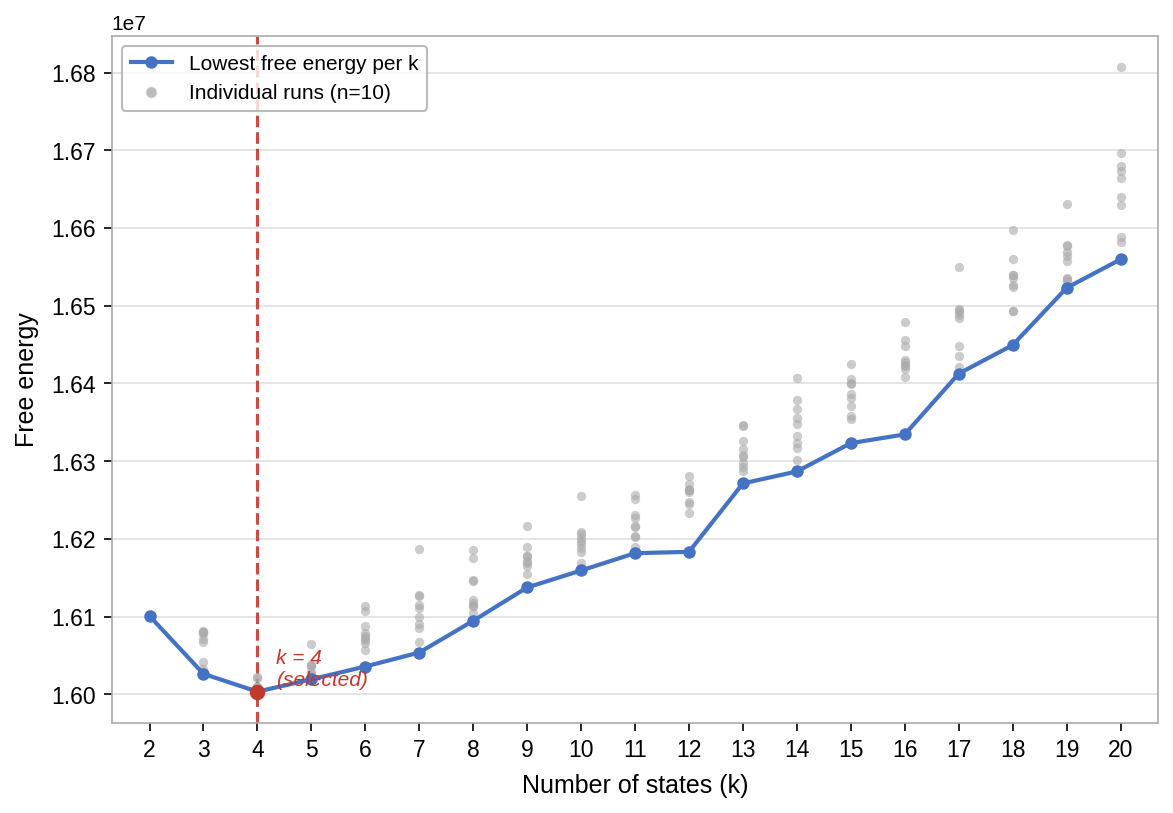 1e7
Lowest free energy per k
Individual runs (n=10)
1.68
1.67
1.66
1.65
1.64
1.63
1.62
1.61
1.60
Free energy
k = 4
(selected)
2 3 4 5 6 7 8 9 10 11 12 13 14 15 16 17 18 19 20
Number of states (k)